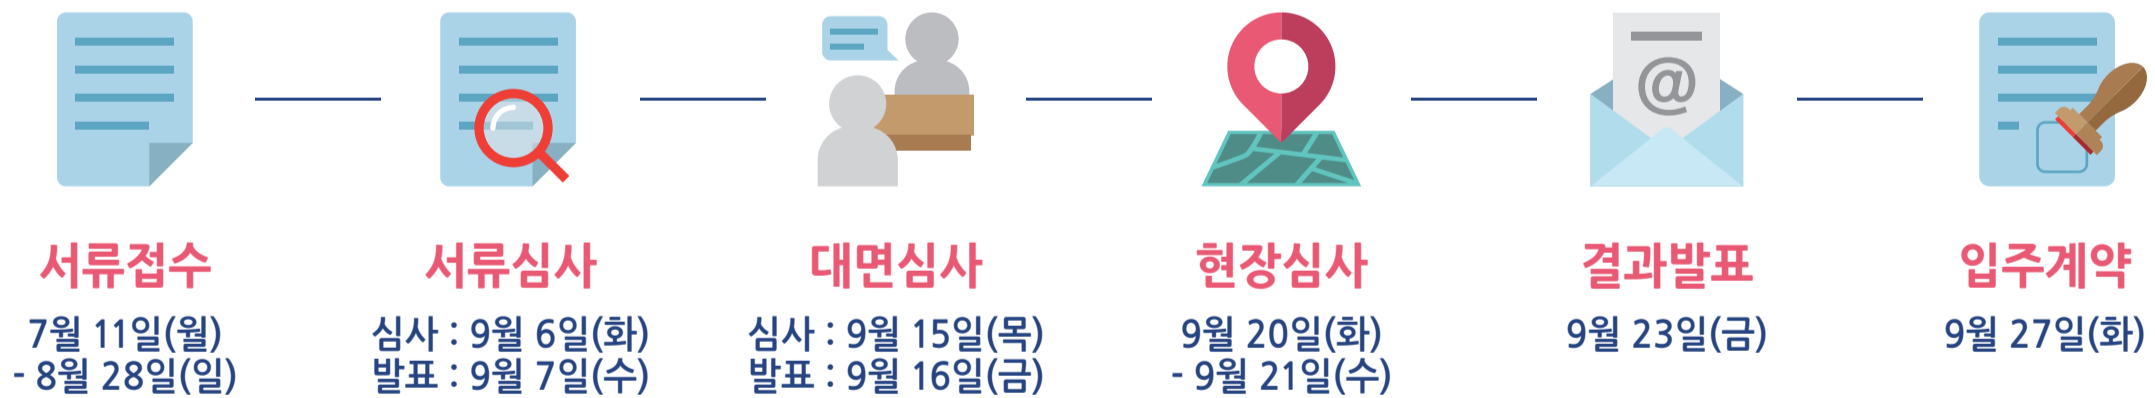 @
서류접수
7월 11일(월)
- 8월 28일(일)
서류심사
심사 : 9월 6일(화)
발표 : 9월 7일(수)
대면심사
심사 : 9월 15일(목)
발표 : 9월 16일(금)
현장심사
9월 20일(화)
- 9월 21일(수)
결과발표
9월 23일(금)
입주계약
9월 27일(화)